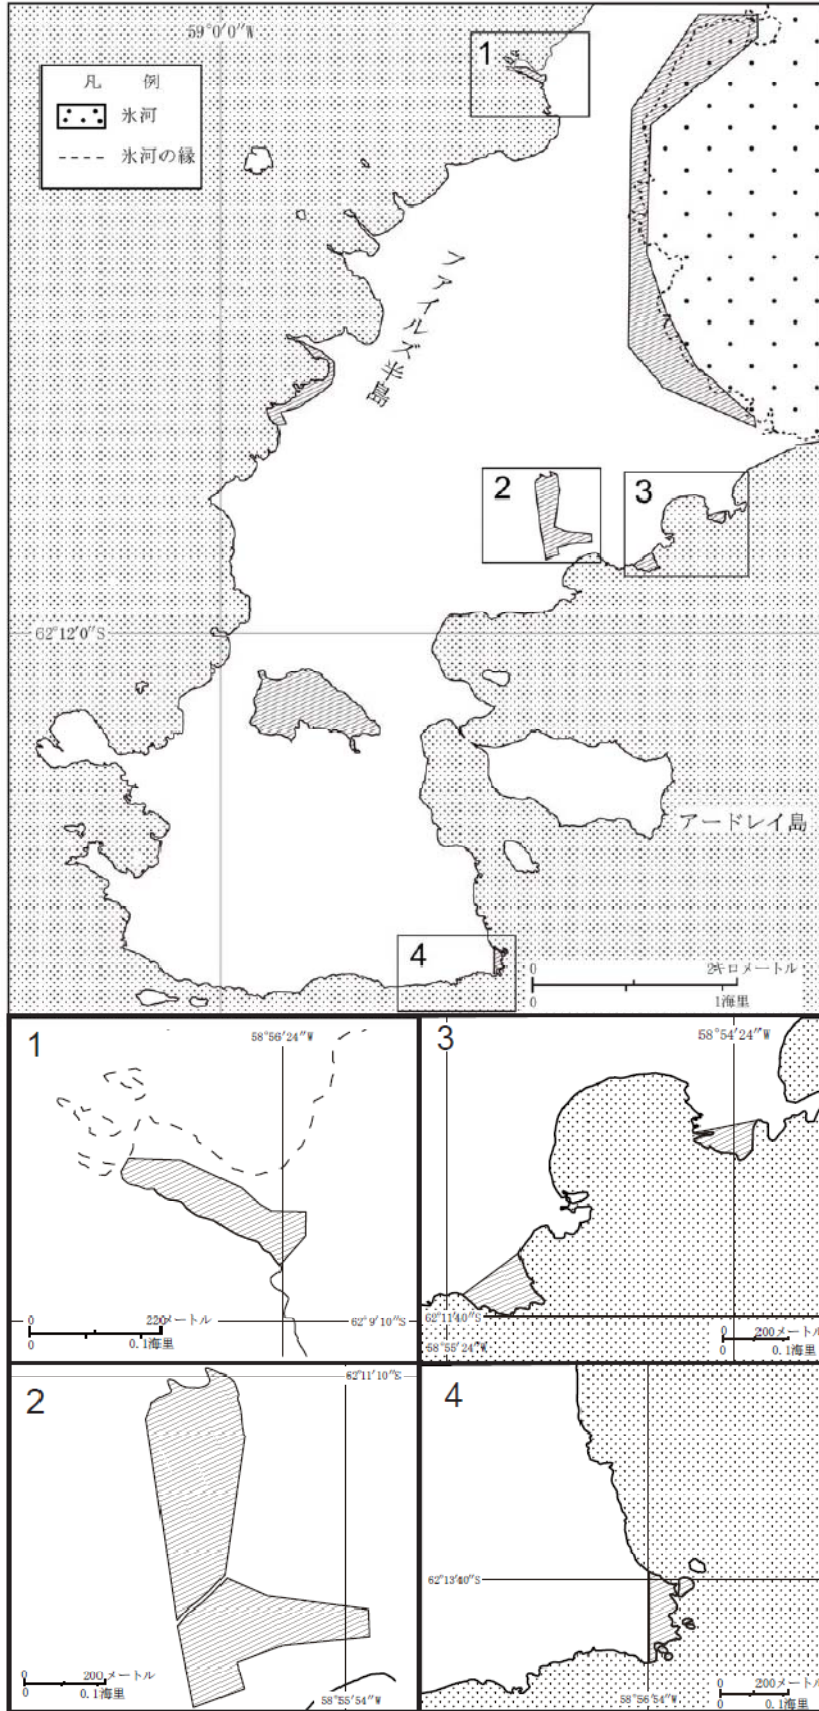 59°0′0″W
1
凡 例
氷河
氷河の縁
ファイルズ半島
2
3
62°12′0″S
アードレイ島
4
0 2キロメートル
0 1海里
1
58°56′24″W
0 220メートル
0 0.1海里
62°9′10″S
3
58°54′24″W
62°11′40″S
58°55′24″W
0 200メートル
0 0.1海里
2
62°11′10″S
0 200メートル
0 0.1海里
58°55′54″W
4
62°13′40″S
58°56′54″W
0 200メートル
0 0.1海里